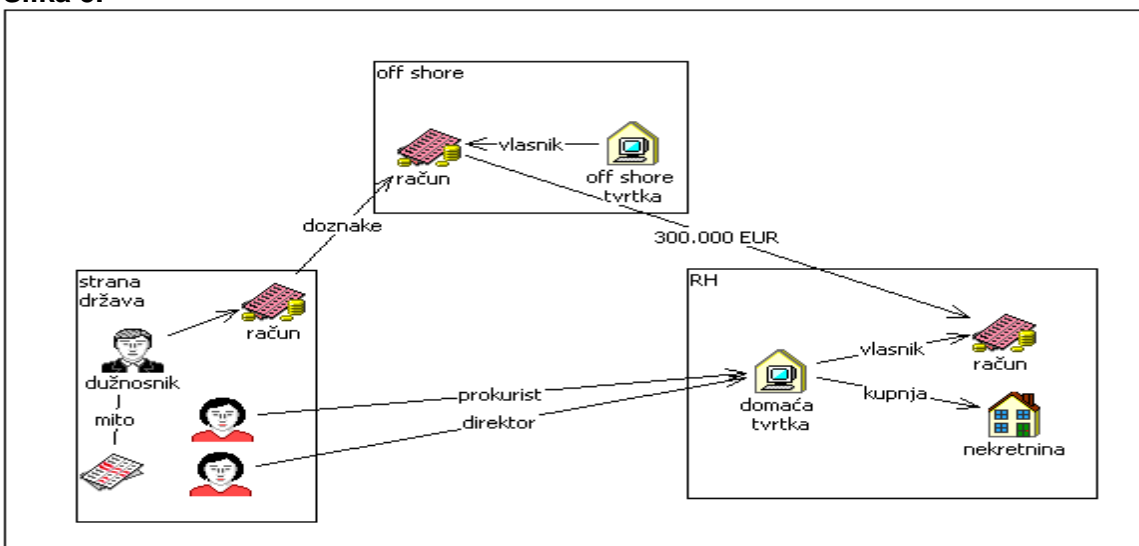 off shore
vlasnik
račun
off shore
tvrtka
doznake
300.000 EUR
strana
država
račun
dužnosnik
mito
prokurist
direktor
RH
vlasnik
račun
domaća
tvrtka
kupnja
nekretnina